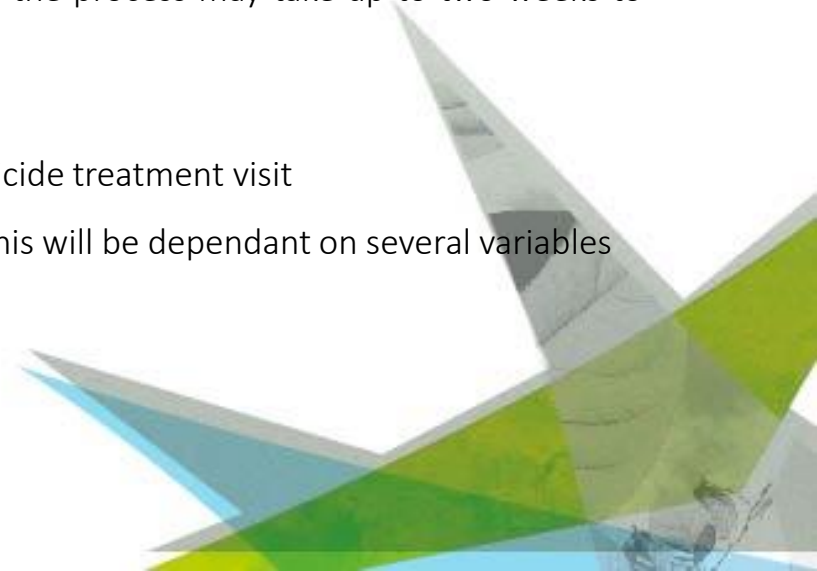 the process may take up to two weeks to
cide treatment visit
his will be dependant on several variables